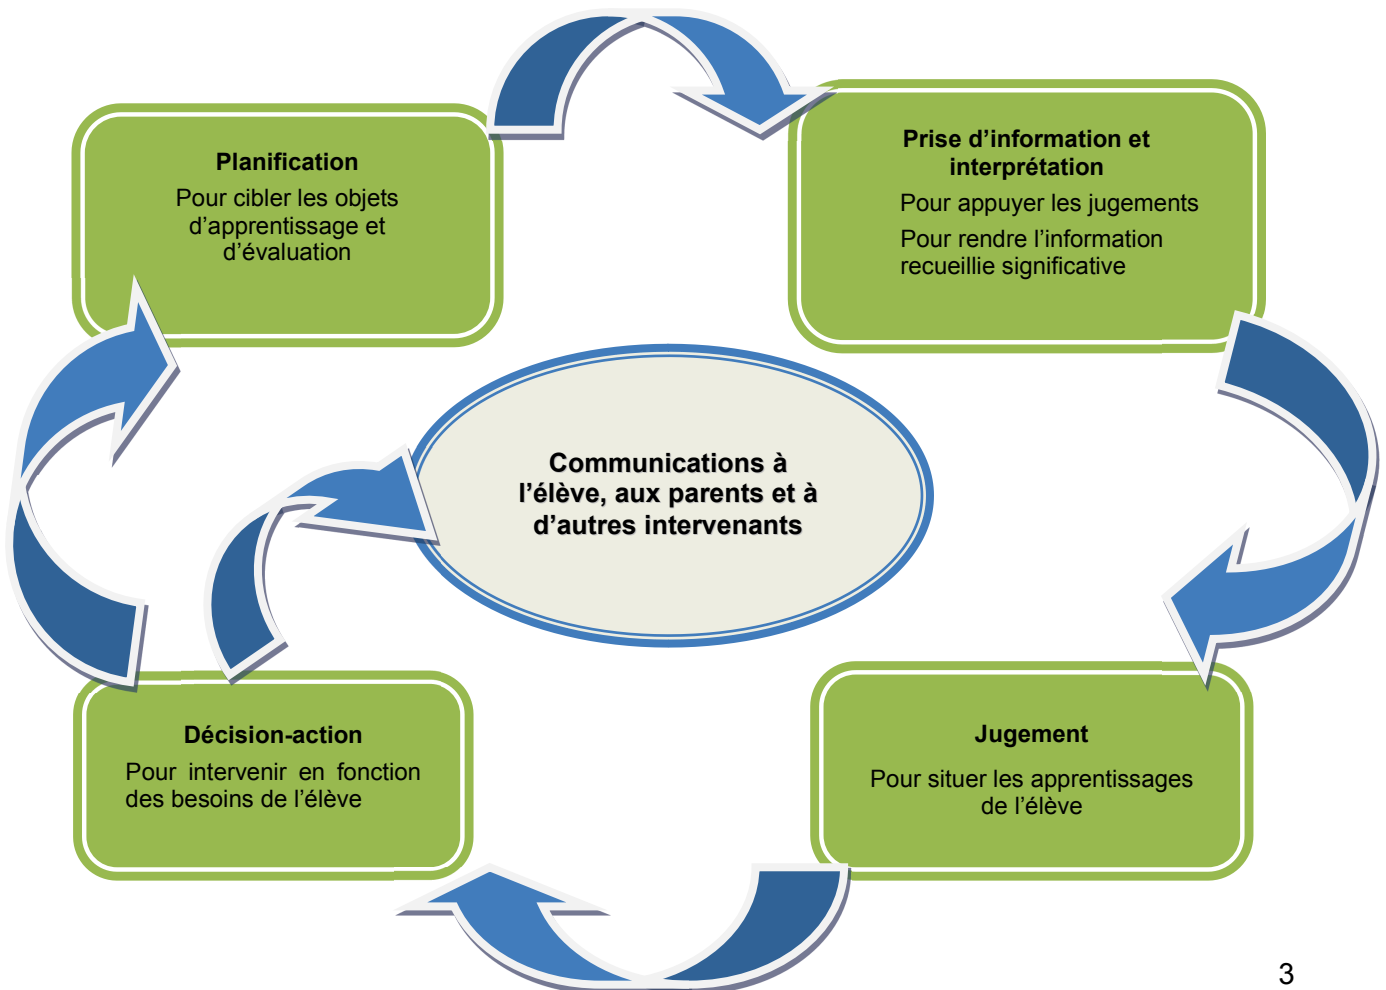 Planification
Pour cibler les objets
d’apprentissage et
d’évaluation
Prise d’information et
interprétation
Pour appuyer les jugements
Pour rendre l’information
recueillie significative
Communications à
l’élève, aux parents et à
d’autres intervenants
Décision-action
Pour intervenir en fonction
des besoins de l’élève
Jugement
Pour situer les apprentissages
de l’élève
3